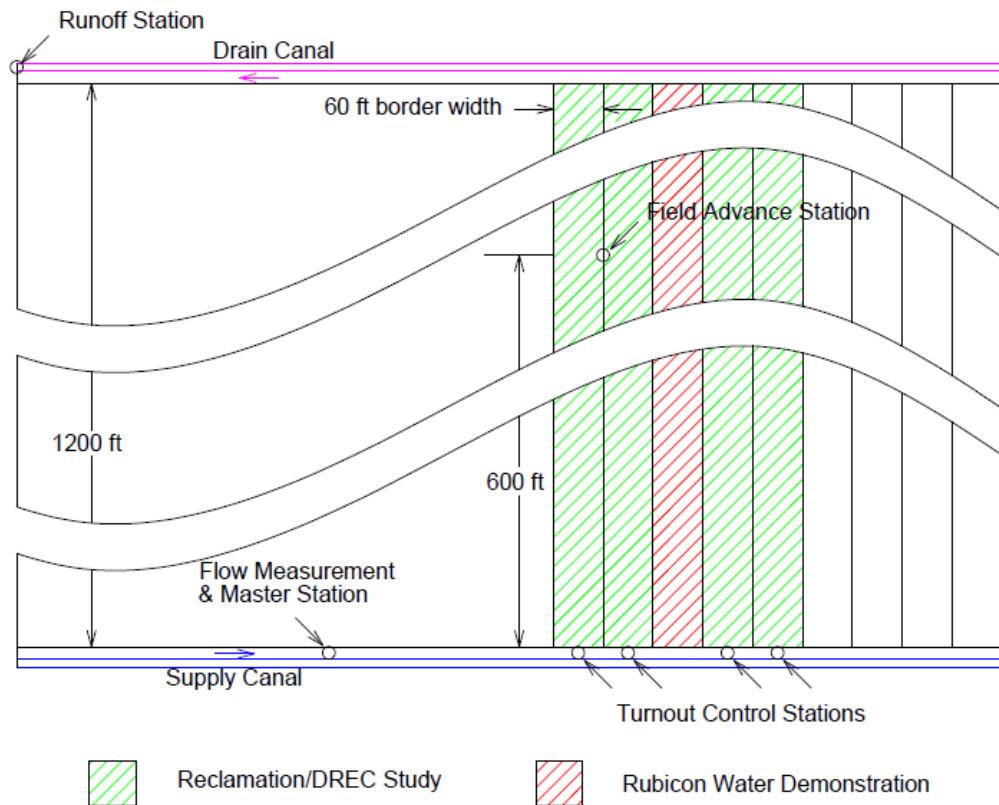 Runoff Station
Drain Canal
60 ft border width
Field Advance Station
1200 ft
600 ft
Flow Measurement
& Master Station
Supply Canal
Turnout Control Stations
Reclamation/DREC Study
Rubicon Water Demonstration